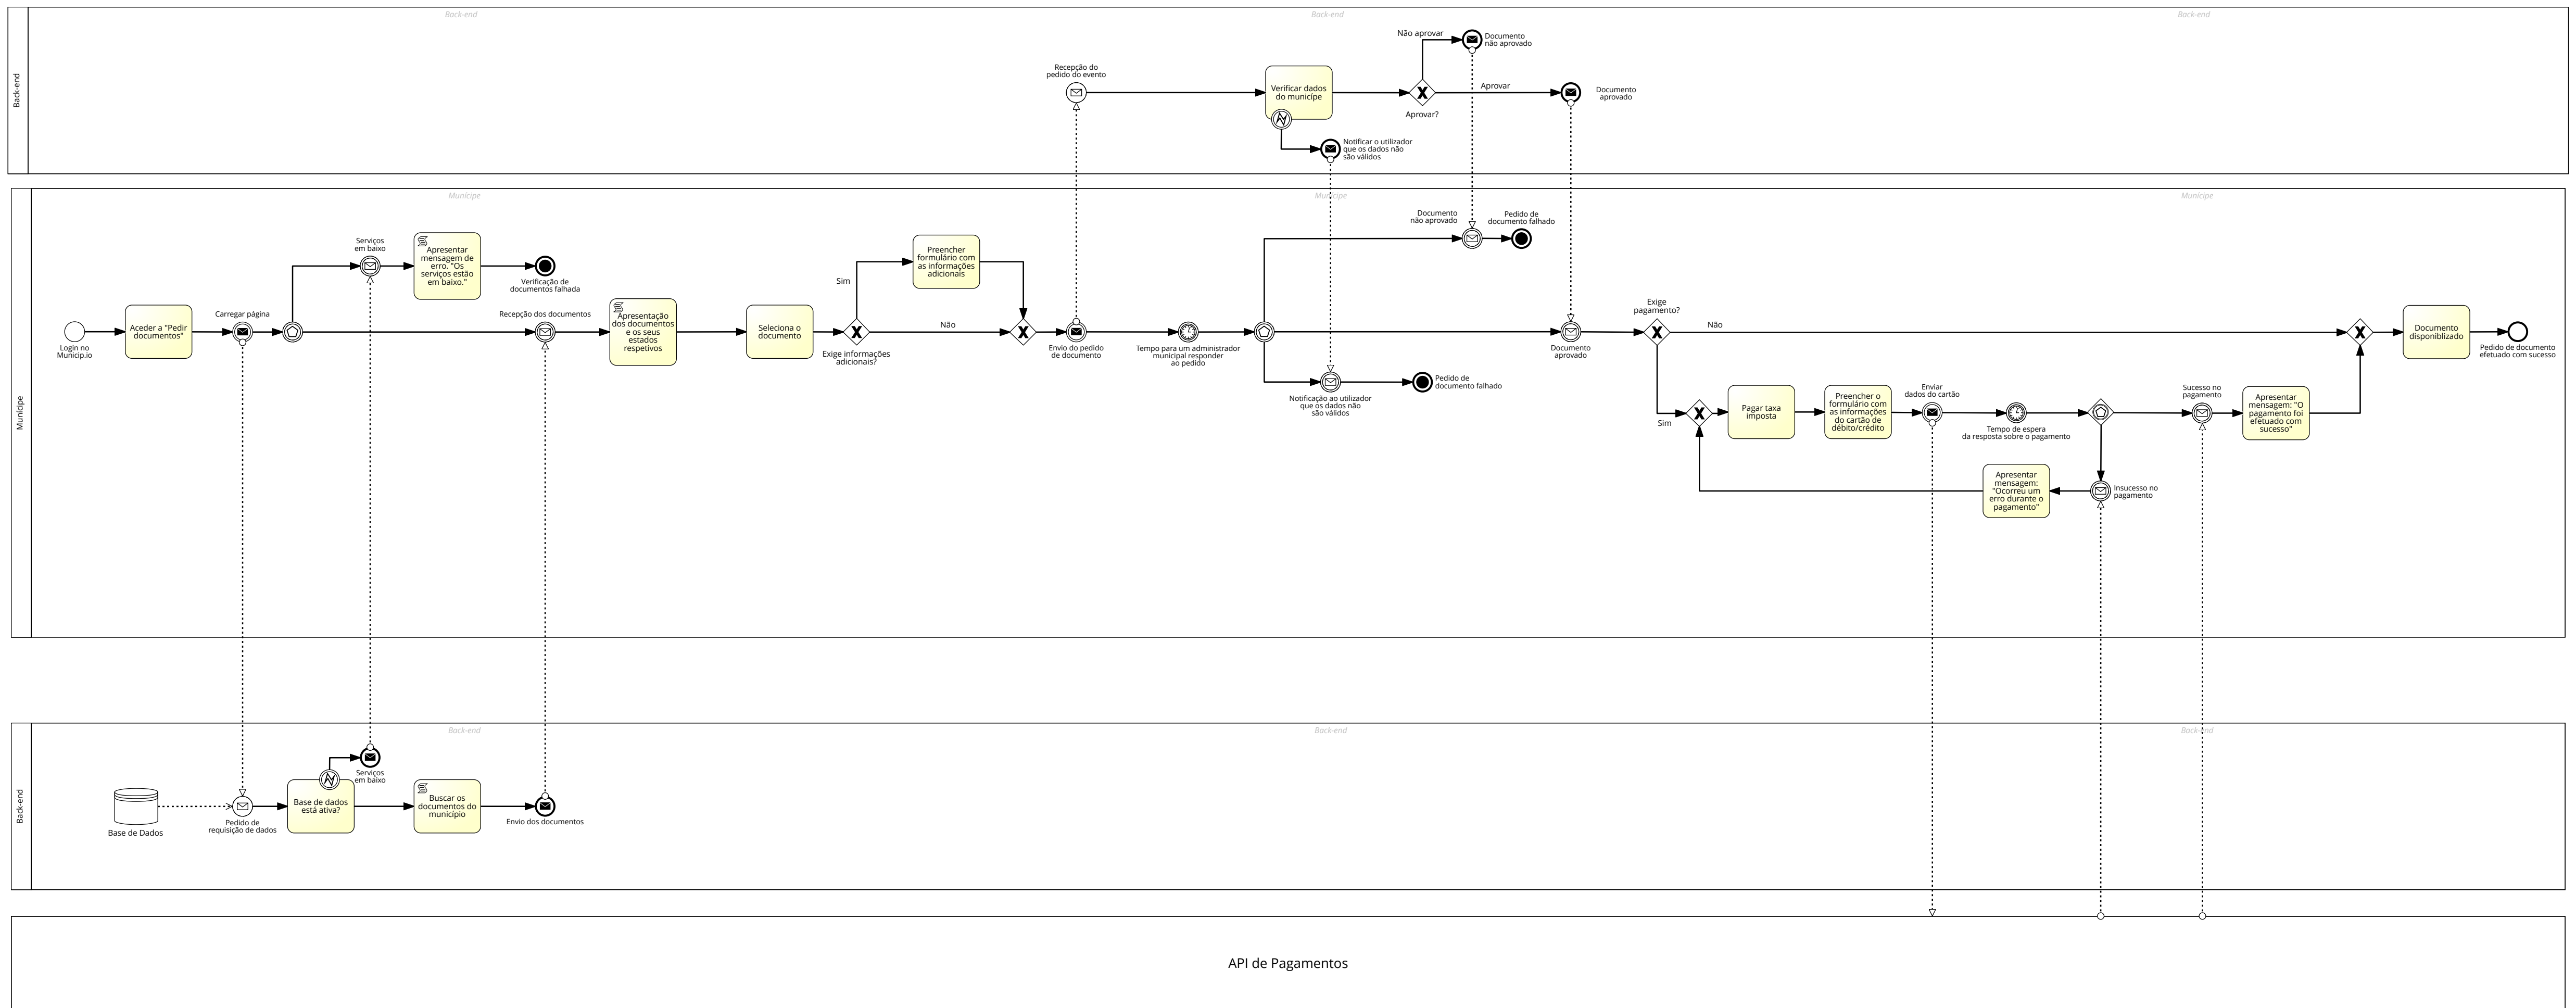 Back-end
Back-end
Back-end
Back-end
Não aprovar
Documento
não aprovado
Recepção do
pedido do evento
Verificar dados
do munícipe
Aprovar
Documento
aprovado
Aprovar?
Notificar o utilizador
que os dados não
são válidos
Munícipe
Munícipe
Munícipe
Munícipe
Serviços
em baixo
Apresentar
mensagem de
erro. "Os
serviços estão
em baixo."
Verificação de
documentos falhada
Preencher
formulário com
as informações
adicionais
Sim
Documento
não aprovado
Pedido de
documento falhado
Login no
Municip.io
Aceder a "Pedir
documentos"
Carregar página
Recepção dos documentos
Apresentação
dos documentos
e os seus
estados
respetivos
Seleciona o
documento
Exige informações
adicionais?
Não
Envio do pedido
de documento
Tempo para um administrador
municipal responder
ao pedido
Documento
aprovado
Exige
pagamento?
Não
Documento
disponiblizado
Pedido de documento
efetuado com sucesso
Notificação ao utilizador
que os dados não
são válidos
Pedido de
documento falhado
Sim
Pagar taxa
imposta
Preencher o
formulário com
as informações
do cartão de
débito/crédito
Enviar
dados do cartão
Tempo de espera
da resposta sobre o pagamento
Sucesso no
pagamento
Apresentar
mensagem: "O
pagamento foi
efetuado com
sucesso"
Apresentar
mensagem:
"Ocorreu um
erro durante o
pagamento"
Insucesso no
pagamento
Back-end
Back-end
Back-end
Back-end
Serviços
em baixo
Base de Dados
Pedido de
requisição de dados
Base de dados
está ativa?
Buscar os
documentos do
município
Envio dos documentos
API de Pagamentos